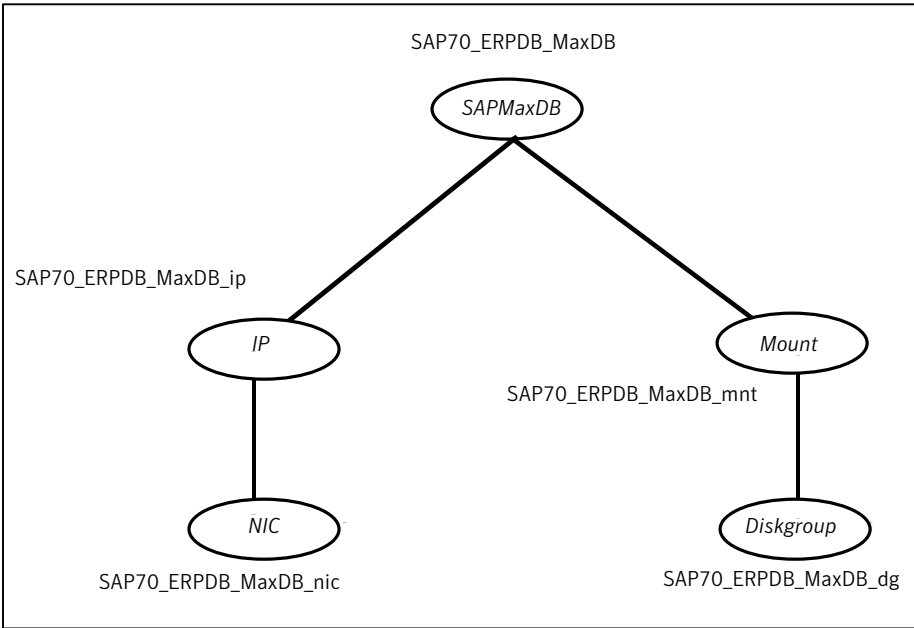 SAP70_ERPDB_MaxDB
SAPMaxDB
SAP70_ERPDB_MaxDB_ip
IP
Mount
SAP70_ERPDB_MaxDB_mnt
NIC
Diskgroup
SAP70_ERPDB_MaxDB_nic
SAP70_ERPDB_MaxDB_dg